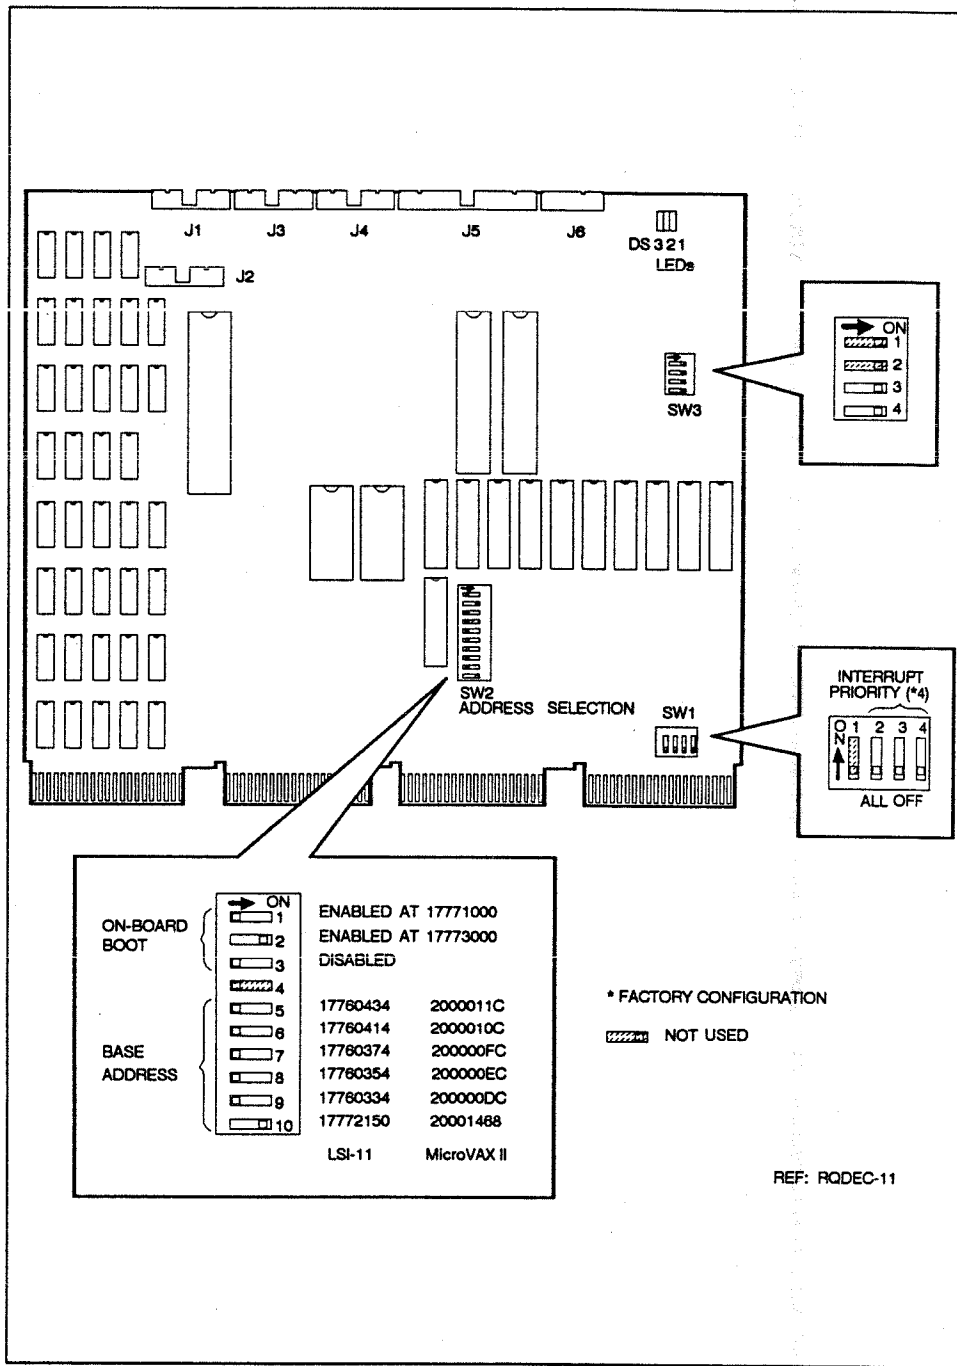 J1
J3
J4
J5
J6
DS 3 2 1
LEDs
J2
ON
1
2
3
4
SW3
SW2
ADDRESS SELECTION
SW1
INTERRUPT
PRIORITY (*4)
ON
1 2 3 4
ALL OFF
ON
ON-BOARD
BOOT
1 ENABLED AT 17771000
2 ENABLED AT 17773000
3 DISABLED
4
BASE
ADDRESS
5 17760434 2000011C
6 17760414 2000010C
7 17760374 200000FC
8 17760354 200000EC
9 17760334 200000DC
10 17772150 20001468
LSI-11 MicroVAX II
* FACTORY CONFIGURATION
NOT USED
REF: RQDEC-11